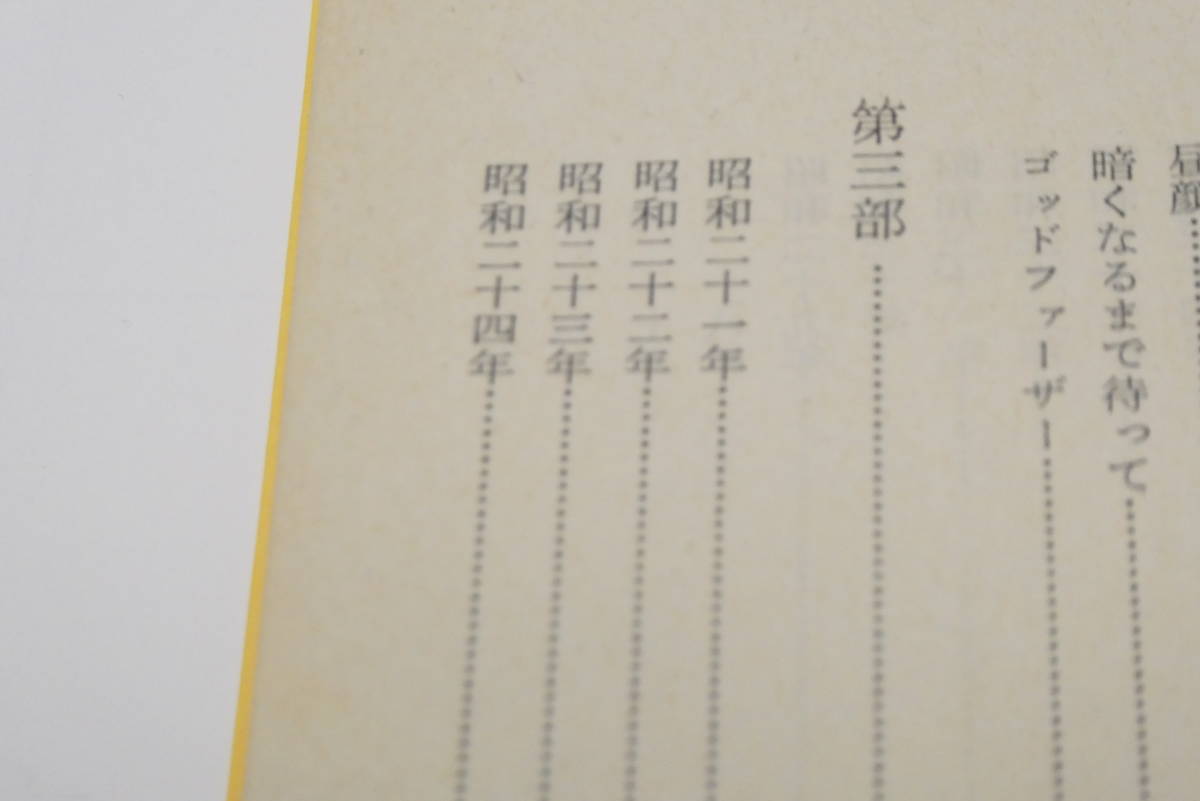 昼顔…………
暗くなるまで待って…………
ゴッドファーザー…………
第三部…………
昭和二十一年…………
昭和二十二年…………
昭和二十三年…………
昭和二十四年…………